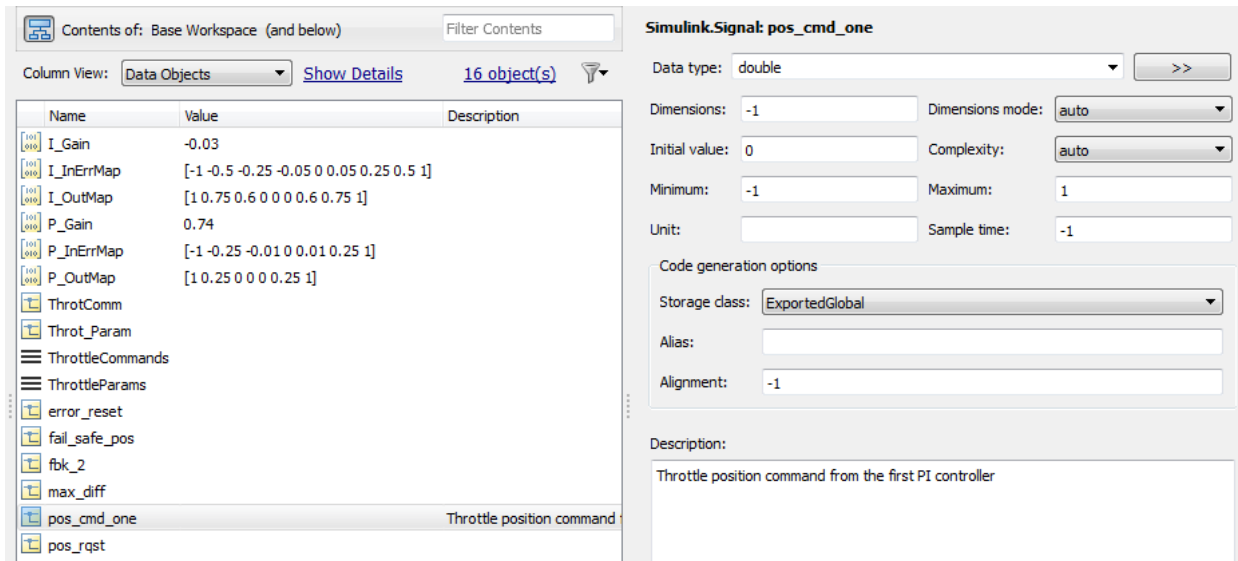 Contents of: Base Workspace (and below)
Filter Contents
Column View: Data Objects Show Details 16 object(s)
Name Value Description
I_Gain -0.03
I_InErrMap [-1 -0.5 -0.25 -0.05 0 0.05 0.25 0.5 1]
I_OutMap [1 0.75 0.6 0 0 0 0.6 0.75 1]
P_Gain 0.74
P_InErrMap [-1 -0.25 -0.01 0 0.01 0.25 1]
P_OutMap [1 0.25 0 0 0 0.25 1]
ThrotComm
Throt_Param
ThrottleCommands
ThrottleParams
error_reset
fail_safe_pos
fbk_2
max_diff
pos_cmd_one Throttle position command
pos_rqst
Simulink.Signal: pos_cmd_one
Data type: double >>
Dimensions: -1 Dimensions mode: auto
Initial value: 0 Complexity: auto
Minimum: -1 Maximum: 1
Unit: Sample time: -1
Code generation options
Storage class: ExportedGlobal
Alias:
Alignment: -1
Description:
Throttle position command from the first PI controller